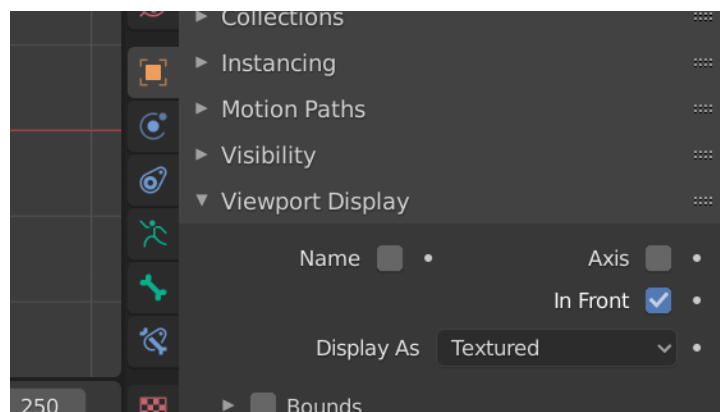 Collections
Instancing
Motion Paths
Visibility
Viewport Display
Name Axis
In Front
Display As Textured
250 Bounds